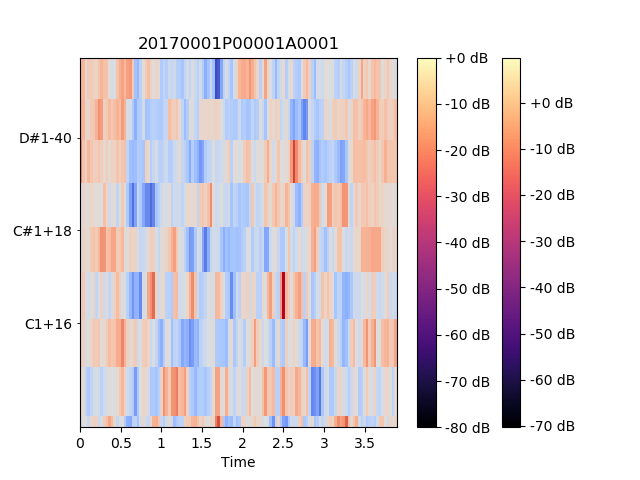 20170001P00001A0001
D#1-40
C#1+18
C1+16
0 0.5 1 1.5 2 2.5 3 3.5
Time
+0 dB
-10 dB
-20 dB
-30 dB
-40 dB
-50 dB
-60 dB
-70 dB
-80 dB
+0 dB
-10 dB
-20 dB
-30 dB
-40 dB
-50 dB
-60 dB
-70 dB